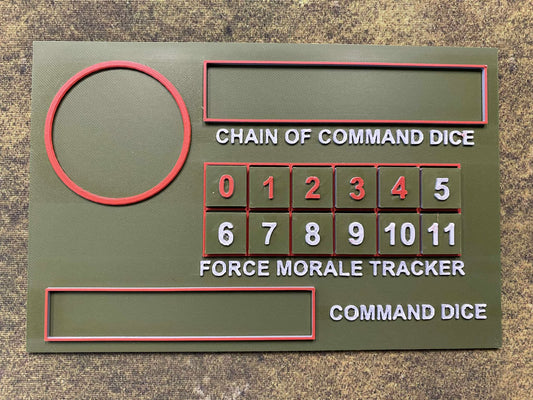 CHAIN OF COMMAND DICE
0 1 2 3 4 5
6 7 8 9 10 11
FORCE MORALE TRACKER
COMMAND DICE